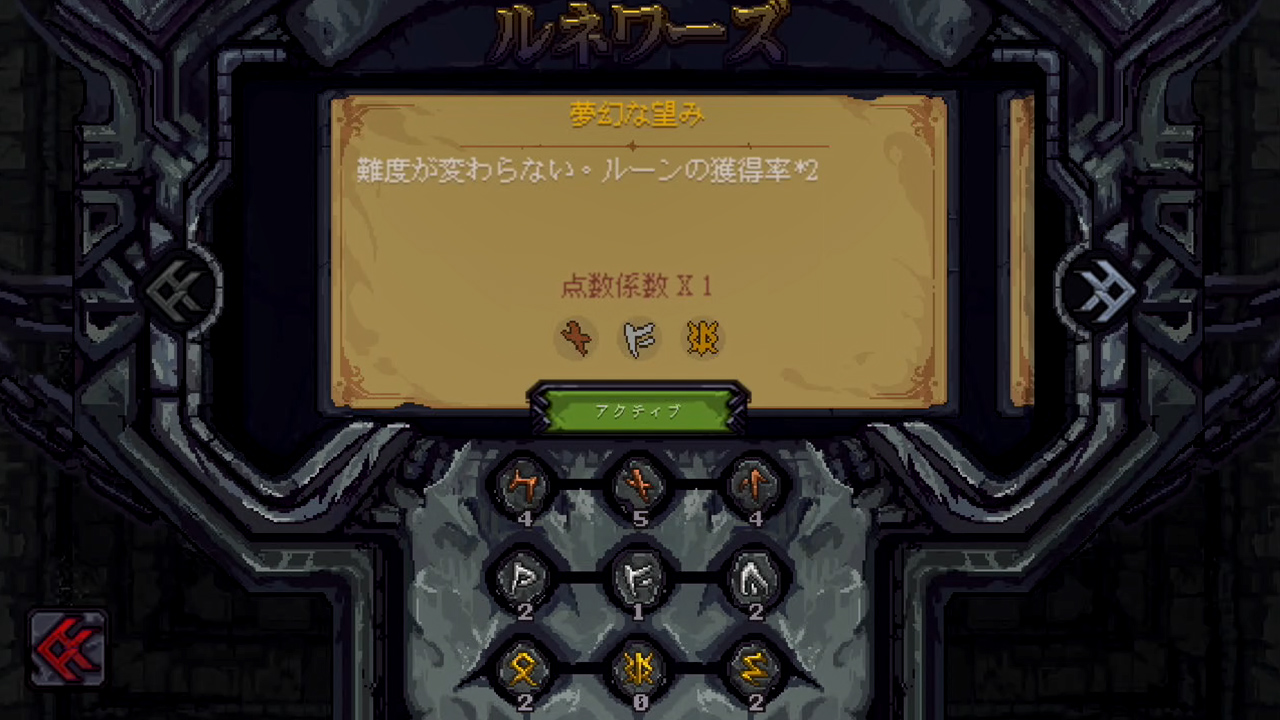 ルネワーズ
夢幻な望み
難度が変わらない。ルーンの獲得率*2
点数係数 X 1
アクティブ
4 5 4
2 1 2
2 0 2